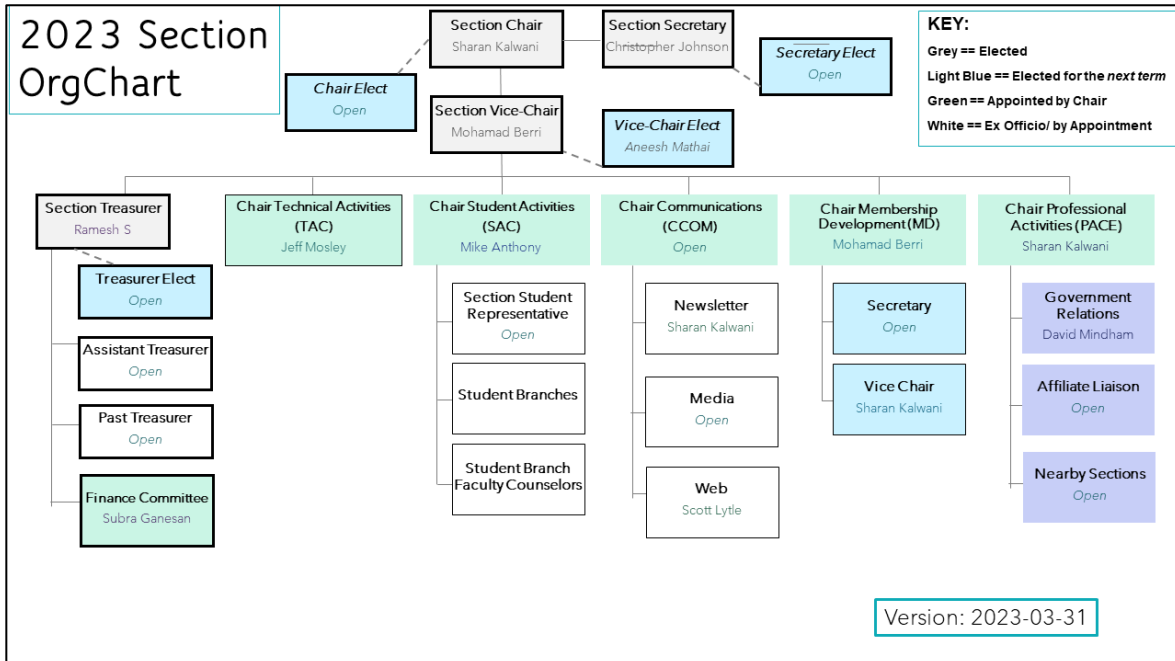 2023 Section
OrgChart
Section Chair
Sharan Kalwani
Section Secretary
Christopher Johnson
KEY:
Grey == Elected
Light Blue == Elected for the next term
Green == Appointed by Chair
White == Ex Officio/ by Appointment
Chair Elect
Open
Secretary Elect
Open
Section Vice-Chair
Mohamad Berri
Vice-Chair Elect
Aneesh Mathai
Section Treasurer
Ramesh S
Treasurer Elect
Open
Assistant Treasurer
Open
Past Treasurer
Open
Finance Committee
Subra Ganesan
Chair Technical Activities
(TAC)
Jeff Mosley
Chair Student Activities
(SAC)
Mike Anthony
Section Student
Representative
Open
Student Branches
Student Branch
Faculty Counselors
Chair Communications
(CCOM)
Open
Newsletter
Sharan Kalwani
Media
Open
Web
Scott Lytle
Chair Membership
Development (MD)
Mohamad Berri
Secretary
Open
Vice Chair
Sharan Kalwani
Chair Professional
Activities (PACE)
Sharan Kalwani
Government
Relations
David Mindham
Affiliate Liaison
Open
Nearby Sections
Open
Version: 2023-03-31